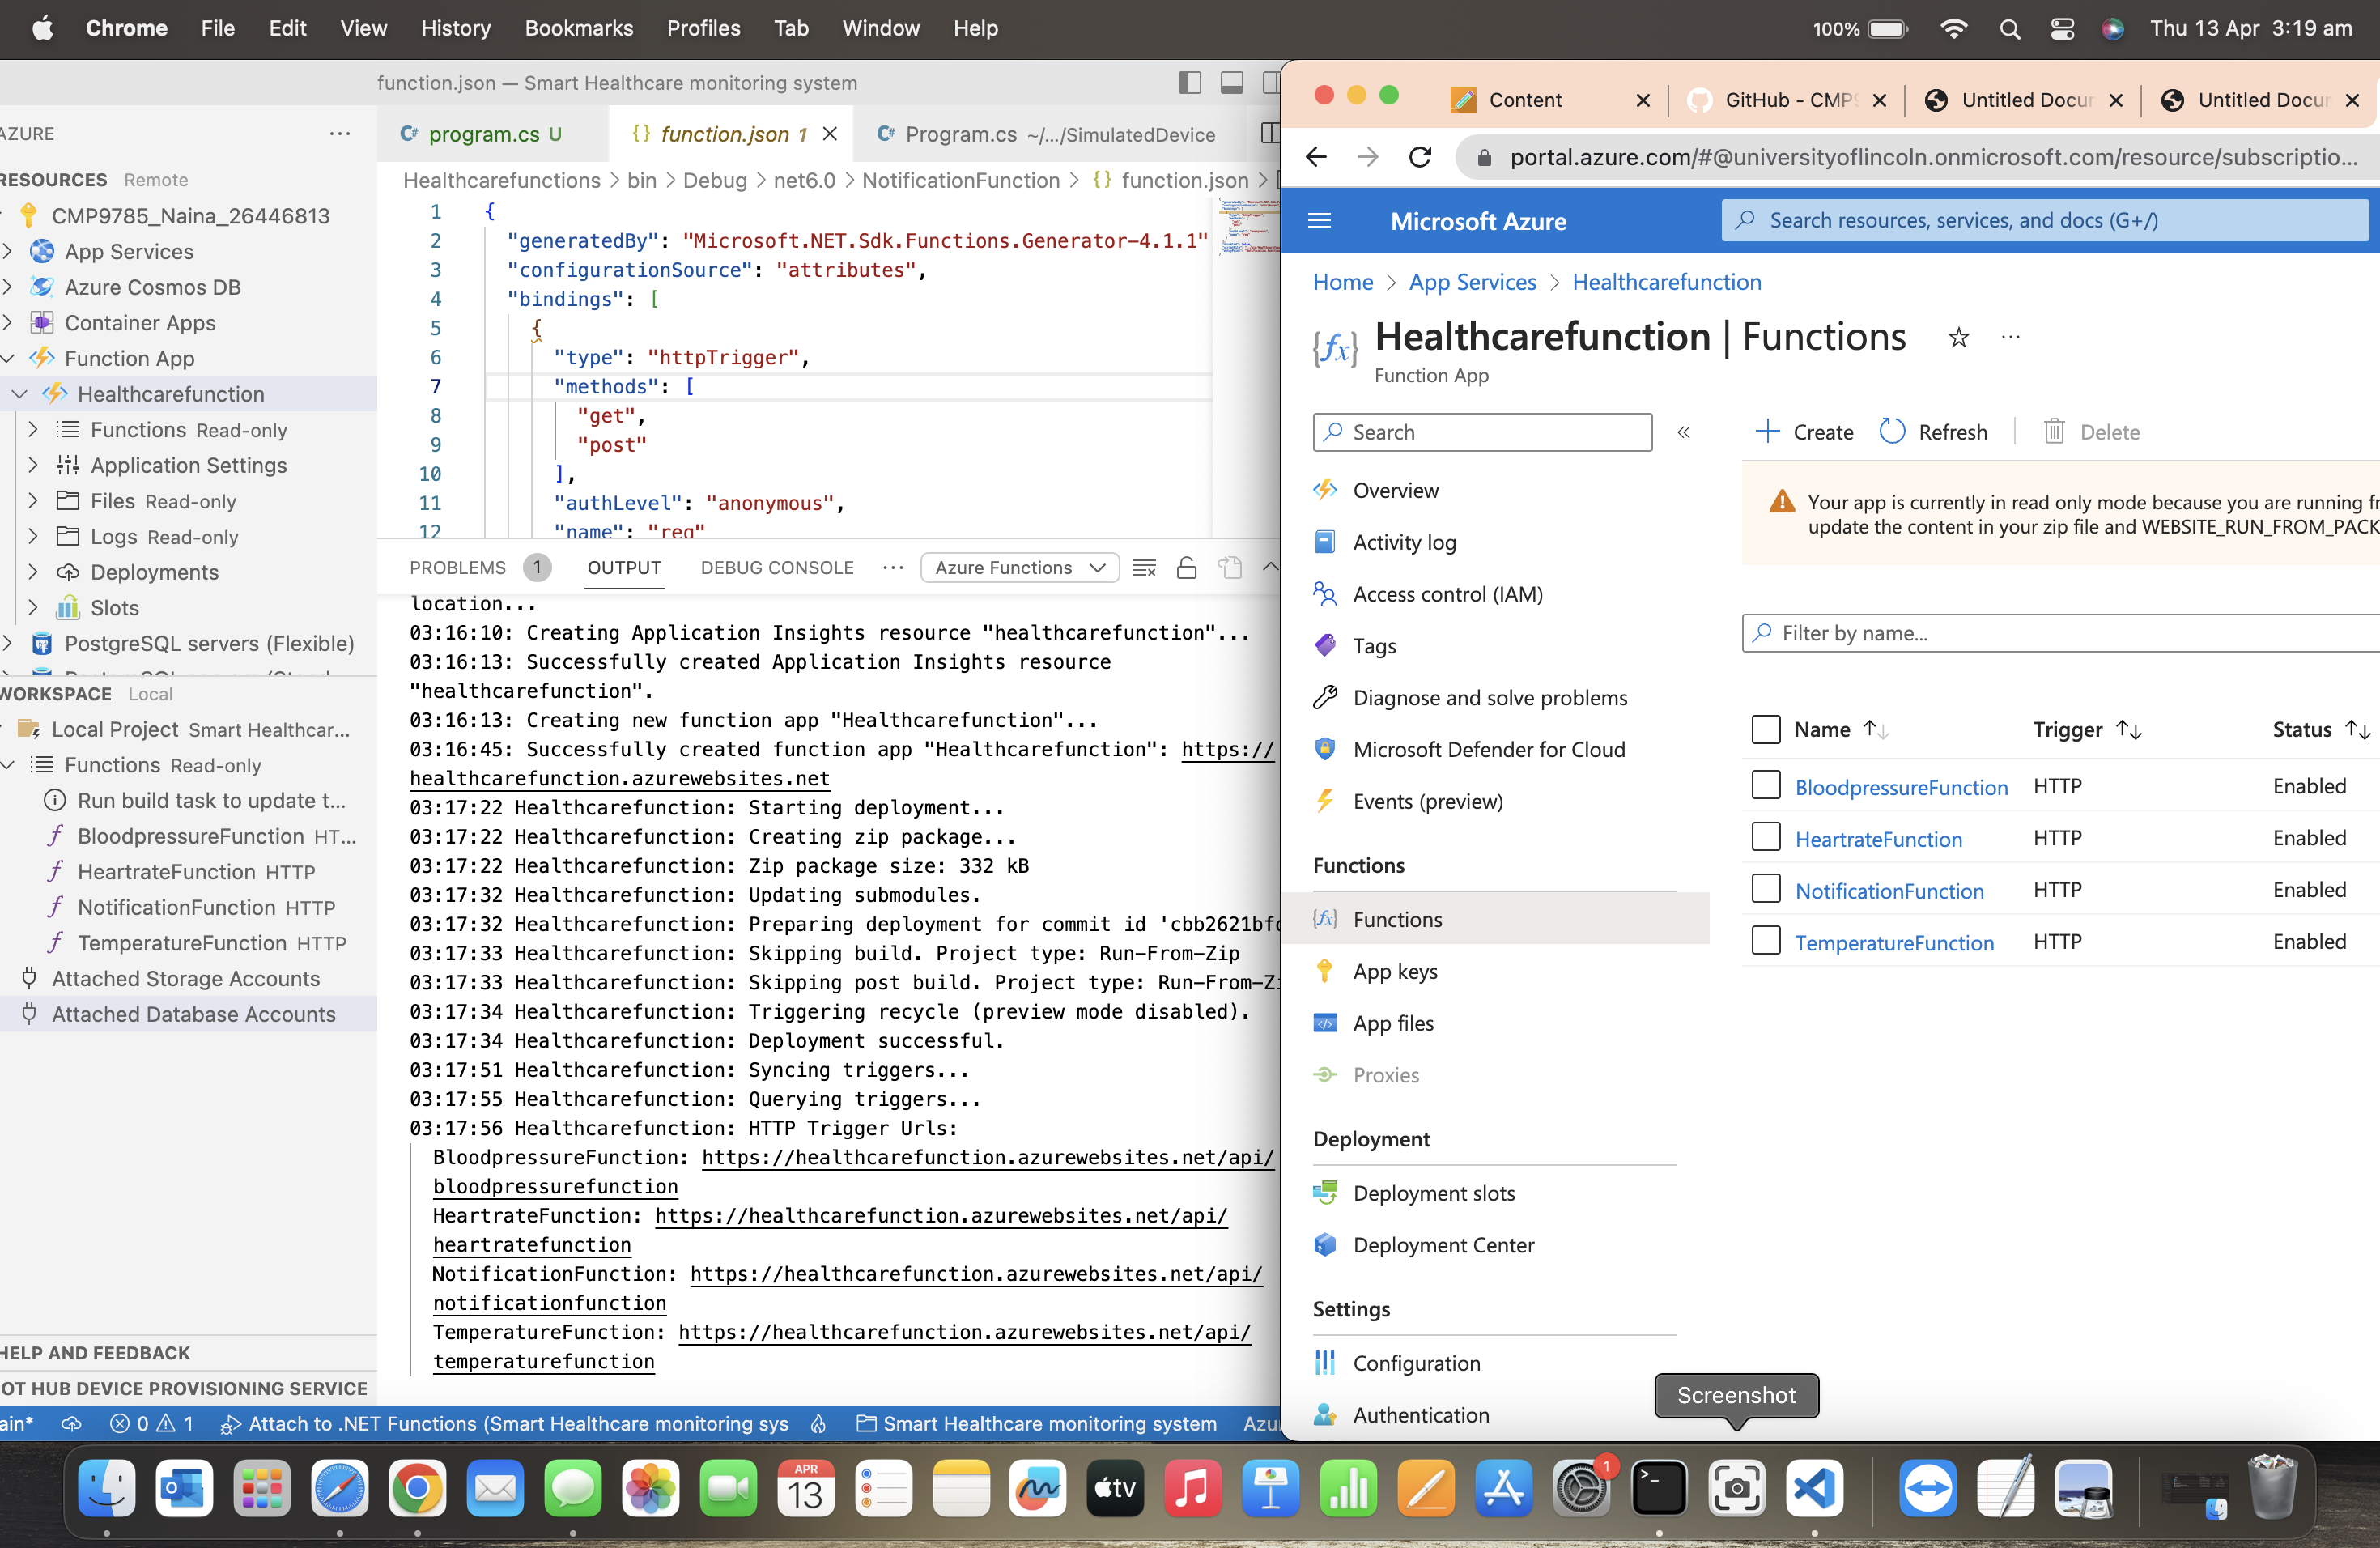 Chrome File Edit View History Bookmarks Profiles Tab Window Help 100% Thu 13 Apr 3:19 am
function.json — Smart Healthcare monitoring system
AZURE
program.cs U
function.json 1
Program.cs ~/.../SimulatedDevice
RESOURCES Remote
CMP9785_Naina_26446813
App Services
Azure Cosmos DB
Container Apps
Function App
Healthcarefunction
Functions Read-only
Application Settings
Files Read-only
Logs Read-only
Deployments
Slots
PostgreSQL servers (Flexible)
WORKSPACE Local
Local Project Smart Healthcar...
Functions Read-only
Run build task to update t...
BloodpressureFunction HT...
HeartrateFunction HTTP
NotificationFunction HTTP
TemperatureFunction HTTP
Attached Storage Accounts
Attached Database Accounts
HELP AND FEEDBACK
OT HUB DEVICE PROVISIONING SERVICE
Healthcarefunctions > bin > Debug > net6.0 > NotificationFunction > {} function.json >
1 {
2 "generatedBy": "Microsoft.NET.Sdk.Functions.Generator-4.1.1"
3 "configurationSource": "attributes",
4 "bindings": [
5 {
6 "type": "httpTrigger",
7 "methods": [
8 "get",
9 "post"
10 ],
11 "authLevel": "anonymous",
12 "name": "req"
PROBLEMS 1 OUTPUT DEBUG CONSOLE ... Azure Functions
location...
03:16:10: Creating Application Insights resource "healthcarefunction"...
03:16:13: Successfully created Application Insights resource
"healthcarefunction".
03:16:13: Creating new function app "Healthcarefunction"...
03:16:45: Successfully created function app "Healthcarefunction": https://
healthcarefunction.azurewebsites.net
03:17:22 Healthcarefunction: Starting deployment...
03:17:22 Healthcarefunction: Creating zip package...
03:17:22 Healthcarefunction: Zip package size: 332 kB
03:17:32 Healthcarefunction: Updating submodules.
03:17:32 Healthcarefunction: Preparing deployment for commit id 'cbb2621bf
03:17:33 Healthcarefunction: Skipping build. Project type: Run-From-Zip
03:17:33 Healthcarefunction: Skipping post build. Project type: Run-From-Z
03:17:34 Healthcarefunction: Triggering recycle (preview mode disabled).
03:17:34 Healthcarefunction: Deployment successful.
03:17:51 Healthcarefunction: Syncing triggers...
03:17:55 Healthcarefunction: Querying triggers...
03:17:56 Healthcarefunction: HTTP Trigger Urls:
BloodpressureFunction: https://healthcarefunction.azurewebsites.net/api/
bloodpressurefunction
HeartrateFunction: https://healthcarefunction.azurewebsites.net/api/
heartratefunction
NotificationFunction: https://healthcarefunction.azurewebsites.net/api/
notificationfunction
TemperatureFunction: https://healthcarefunction.azurewebsites.net/api/
temperaturefunction
ain* 0 1 Attach to .NET Functions (Smart Healthcare monitoring sys Smart Healthcare monitoring system Azu
Content
GitHub - CMP
Untitled Docu
Untitled Docu
portal.azure.com/#@universityoflincoln.onmicrosoft.com/resource/subscriptio...
Microsoft Azure
Search resources, services, and docs (G+/)
Home > App Services > Healthcarefunction
{fx} Healthcarefunction | Functions ...
Function App
Search
Overview
Activity log
Access control (IAM)
Tags
Diagnose and solve problems
Microsoft Defender for Cloud
Events (preview)
Functions
Functions
App keys
App files
Proxies
Deployment
Deployment slots
Deployment Center
Settings
Configuration
Authentication
Create Refresh Delete
Your app is currently in read only mode because you are running fr
update the content in your zip file and WEBSITE_RUN_FROM_PACK
Filter by name...
Name Trigger Status
BloodpressureFunction HTTP Enabled
HeartrateFunction HTTP Enabled
NotificationFunction HTTP Enabled
TemperatureFunction HTTP Enabled
Screenshot
APR
13
tv
1